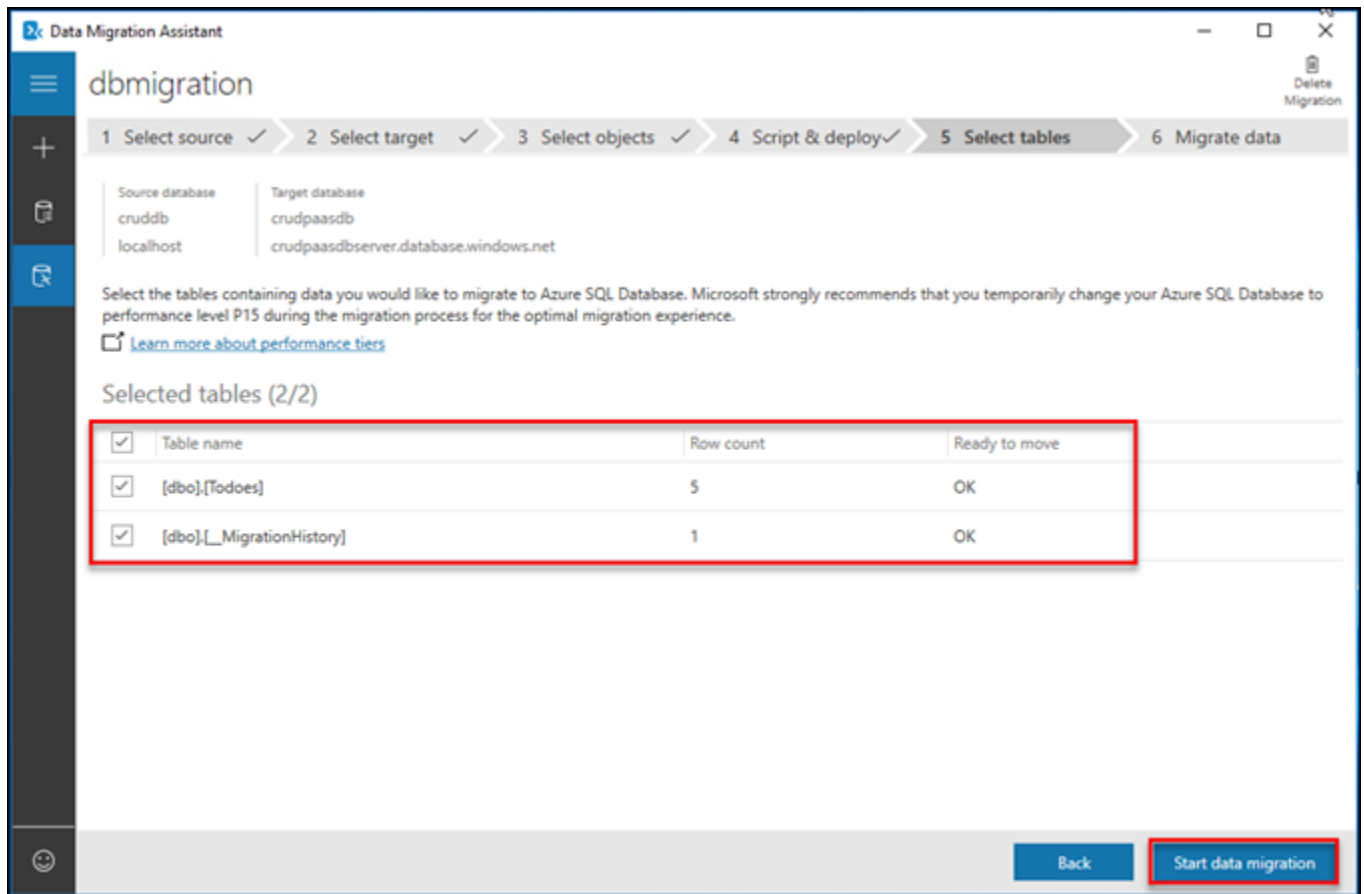 Data Migration Assistant
dbmigration
Delete
Migration
1 Select source
2 Select target
3 Select objects
4 Script & deploy
5 Select tables
6 Migrate data
Source database
cruddb
localhost
Target database
crudpaasdb
crudpaasdbserver.database.windows.net
Select the tables containing data you would like to migrate to Azure SQL Database. Microsoft strongly recommends that you temporarily change your Azure SQL Database to
performance level P15 during the migration process for the optimal migration experience.
Learn more about performance tiers
Selected tables (2/2)
Table name Row count Ready to move
[dbo].[Todoes] 5 OK
[dbo].[__MigrationHistory] 1 OK
Back
Start data migration